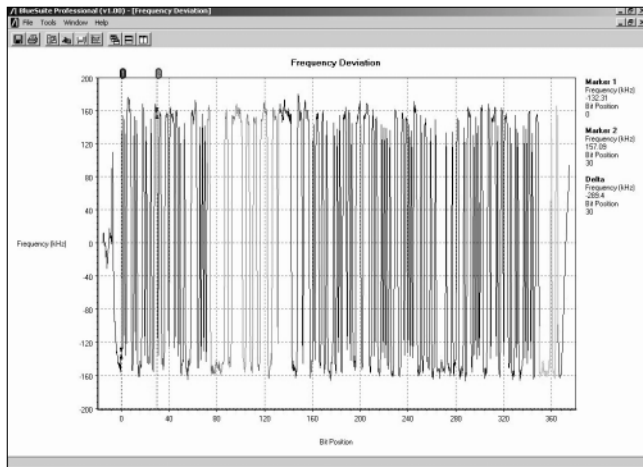 BlueSuite Professional (v1.00) - [Frequency Deviation]
File Tools Window Help
Frequency Deviation
Marker 1
Frequency (kHz)
-132.31
Bit Position
0
Marker 2
Frequency (kHz)
157.09
Bit Position
30
Delta
Frequency (kHz)
-289.4
Bit Position
30
Frequency (kHz)
200
160
120
80
40
0
-40
-80
-120
-160
-200
0 40 80 120 160 200 240 280 320 360
Bit Position